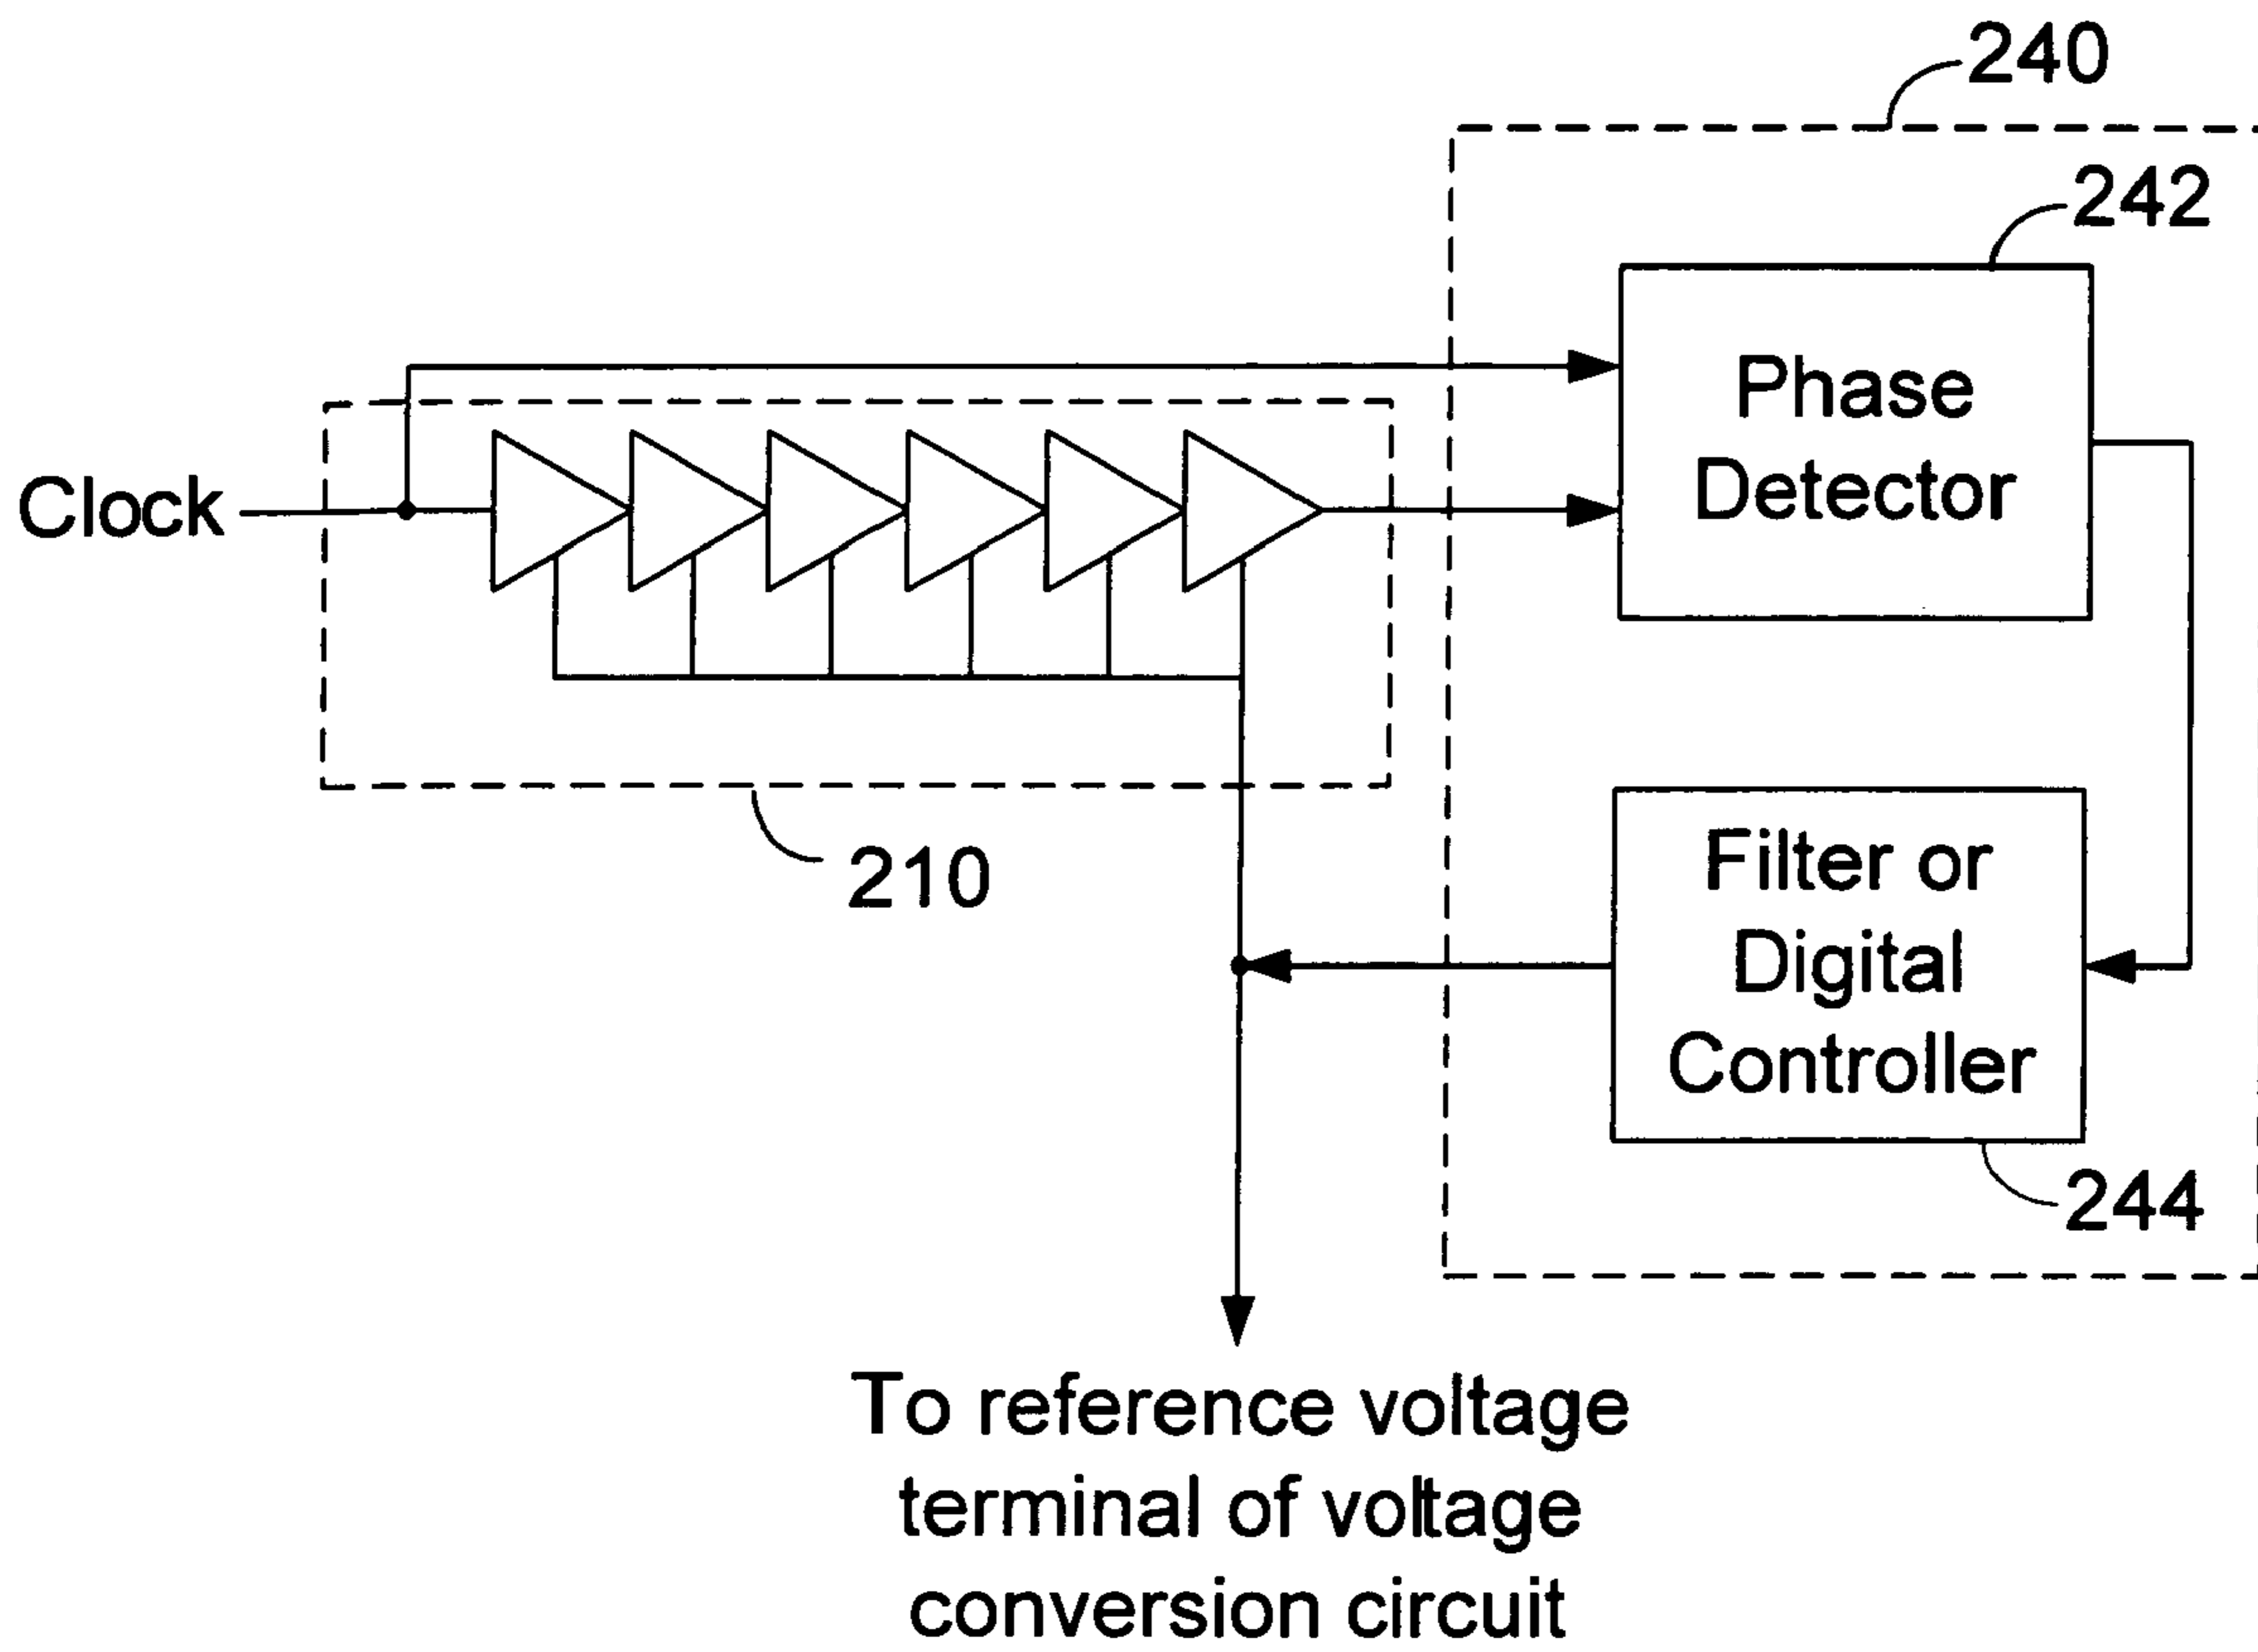 240
242
Phase
Detector
Clock
210
Filter or
Digital
Controller
244
To reference voltage
terminal of voltage
conversion circuit